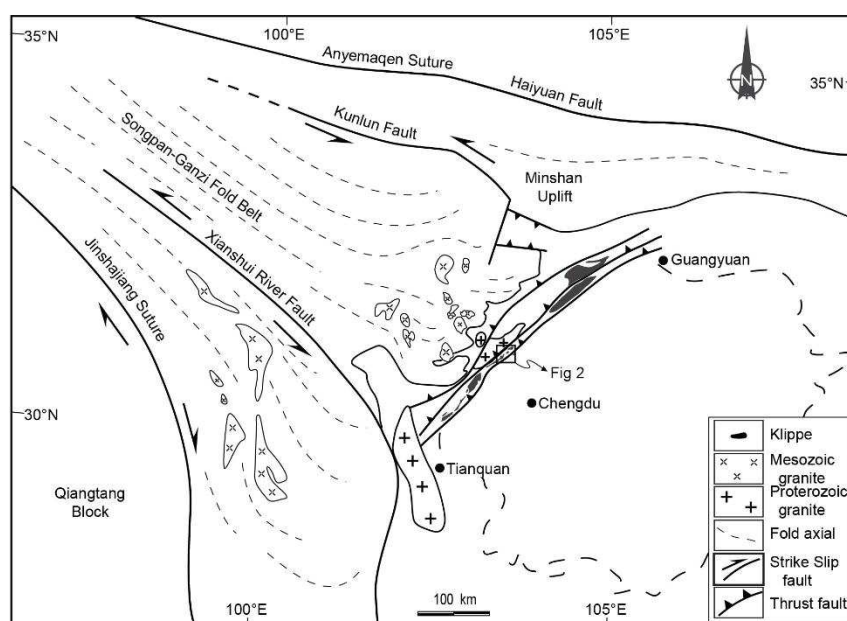 100°E
105°E
35°N
Anyemaqen Suture
Haiyuan Fault
N
35°N
Kunlun Fault
Songpan-Ganzi Fold Belt
Minshan
Uplift
Xianshui River Fault
Jinshajiang Suture
Guangyuan
Fig 2
30°N
Chengdu
Tianquan
Qiangtang
Block
Klippe
Mesozoic
granite
Proterozoic
granite
Fold axial
Strike Slip
fault
Thrust fault
100 km
100°E
105°E